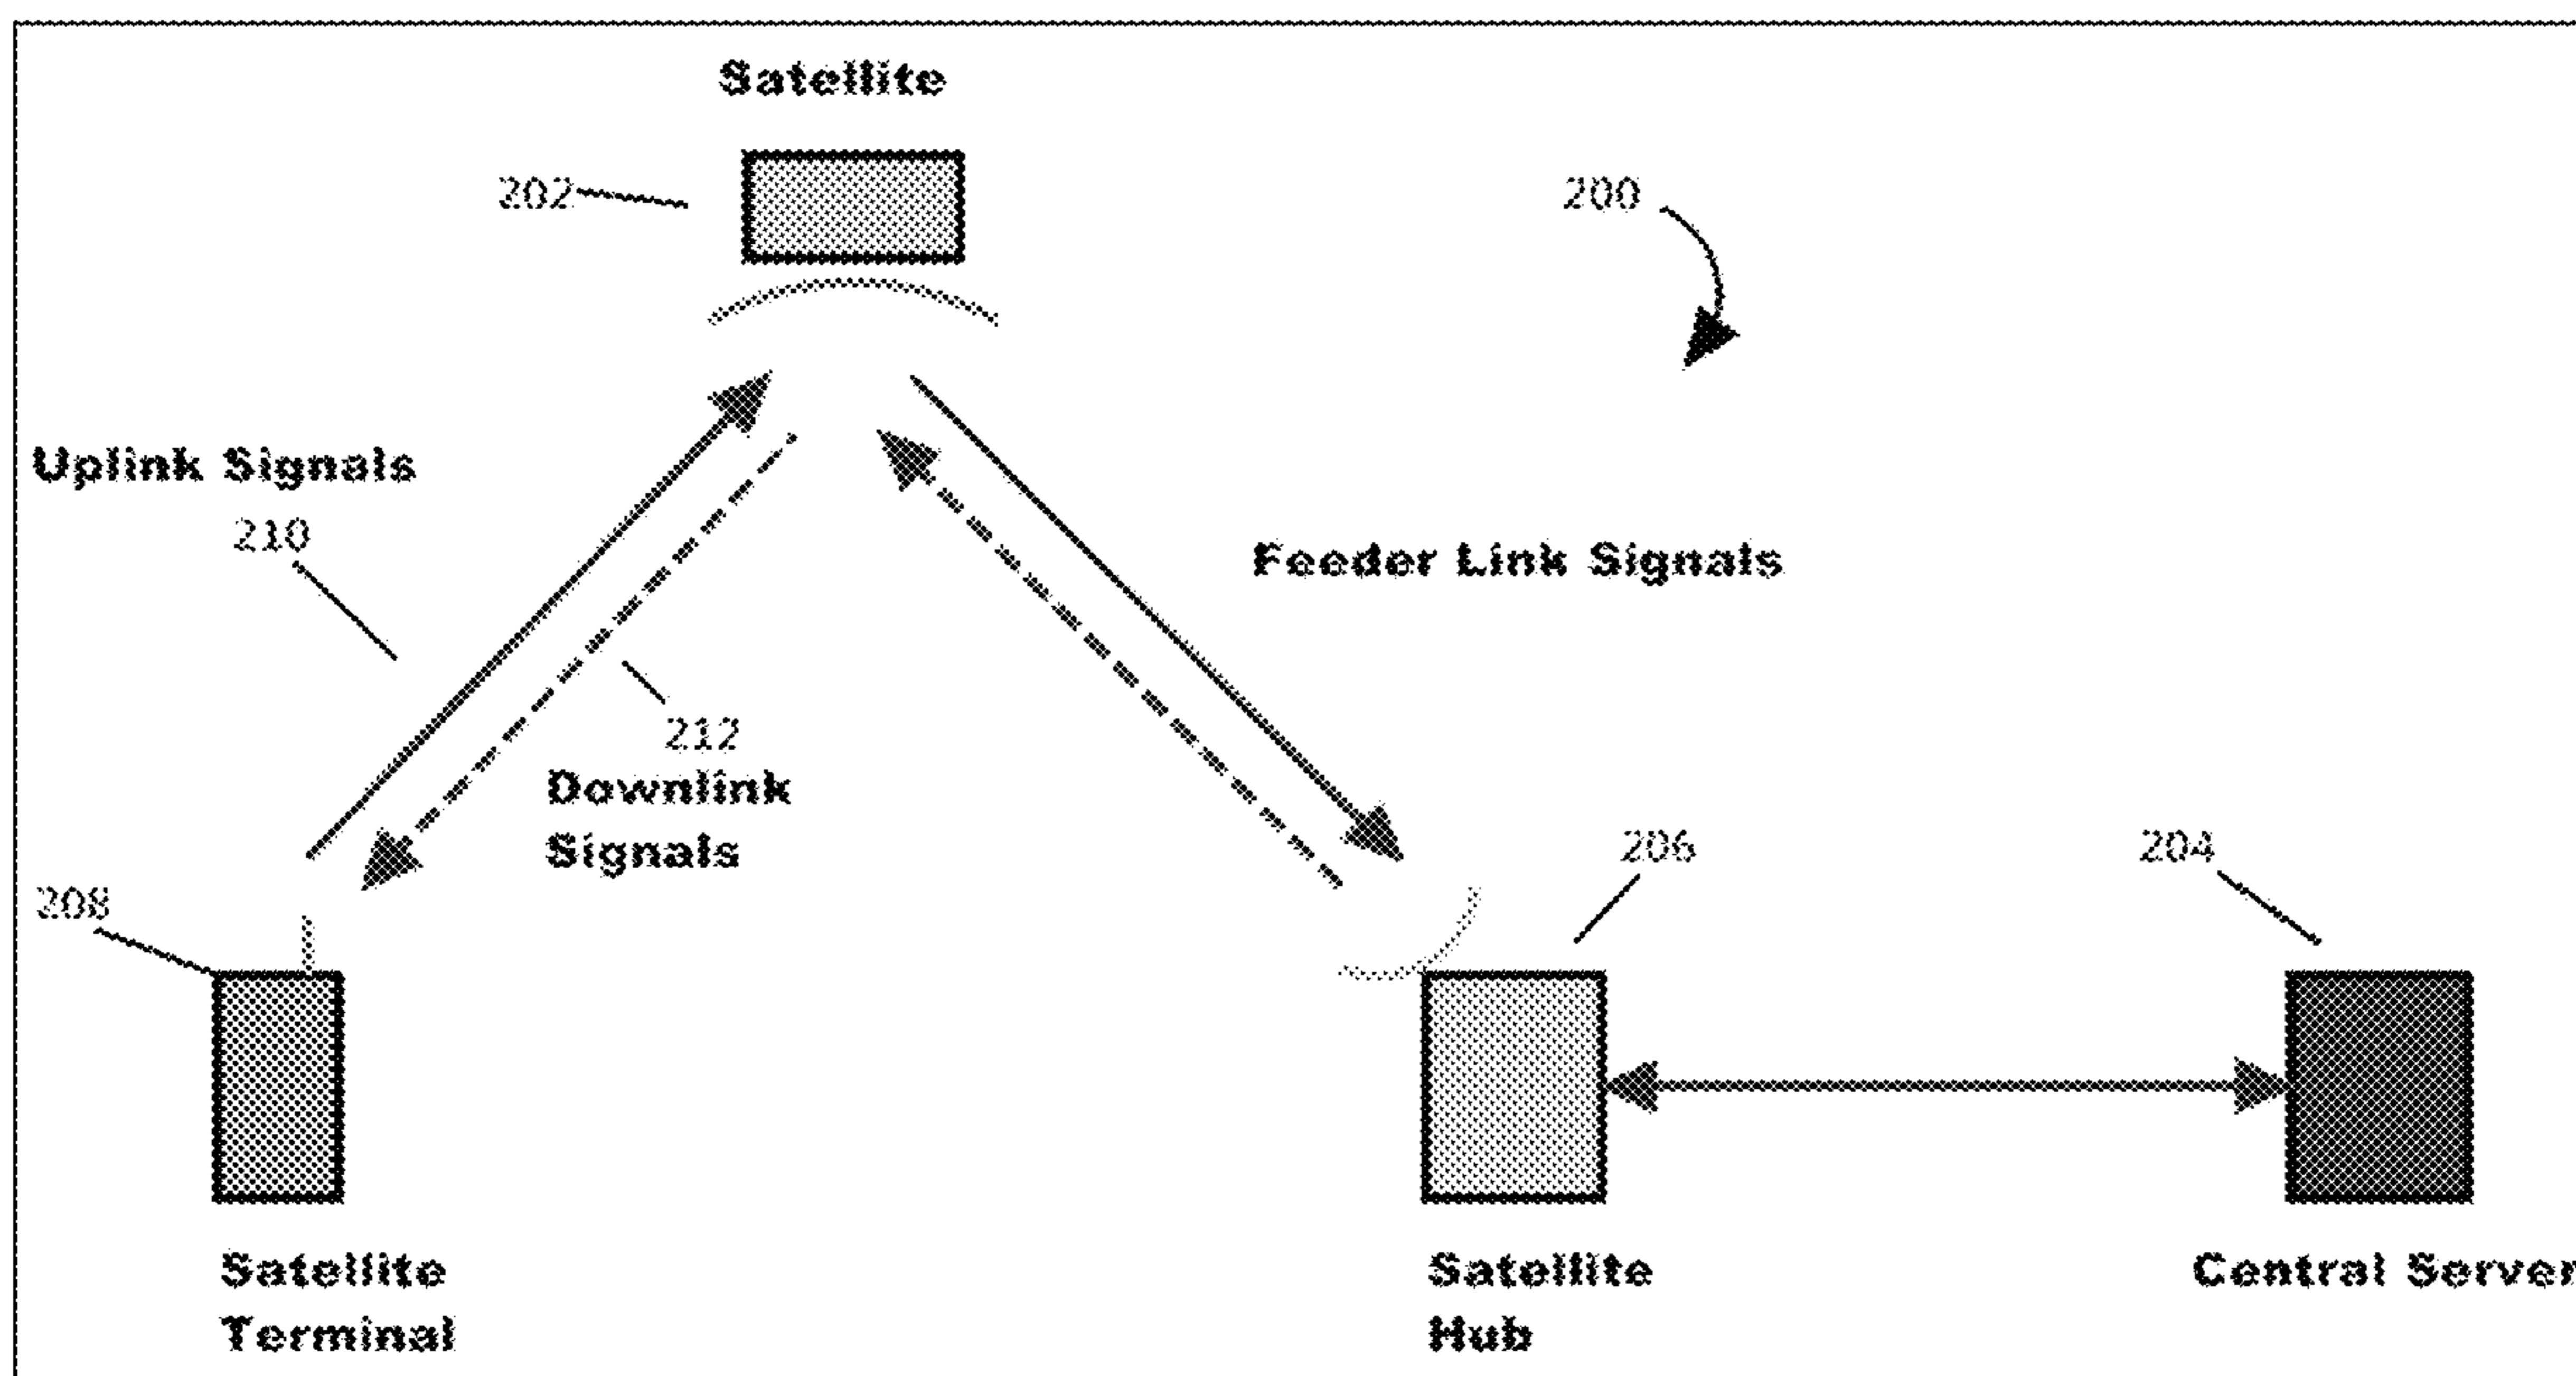 Satellite
202
200
Uplink Signals
210
Feeder Link Signals
212
Downlink
Signals
206
204
208
Satellite
Terminal
Satellite
Hub
Central Server